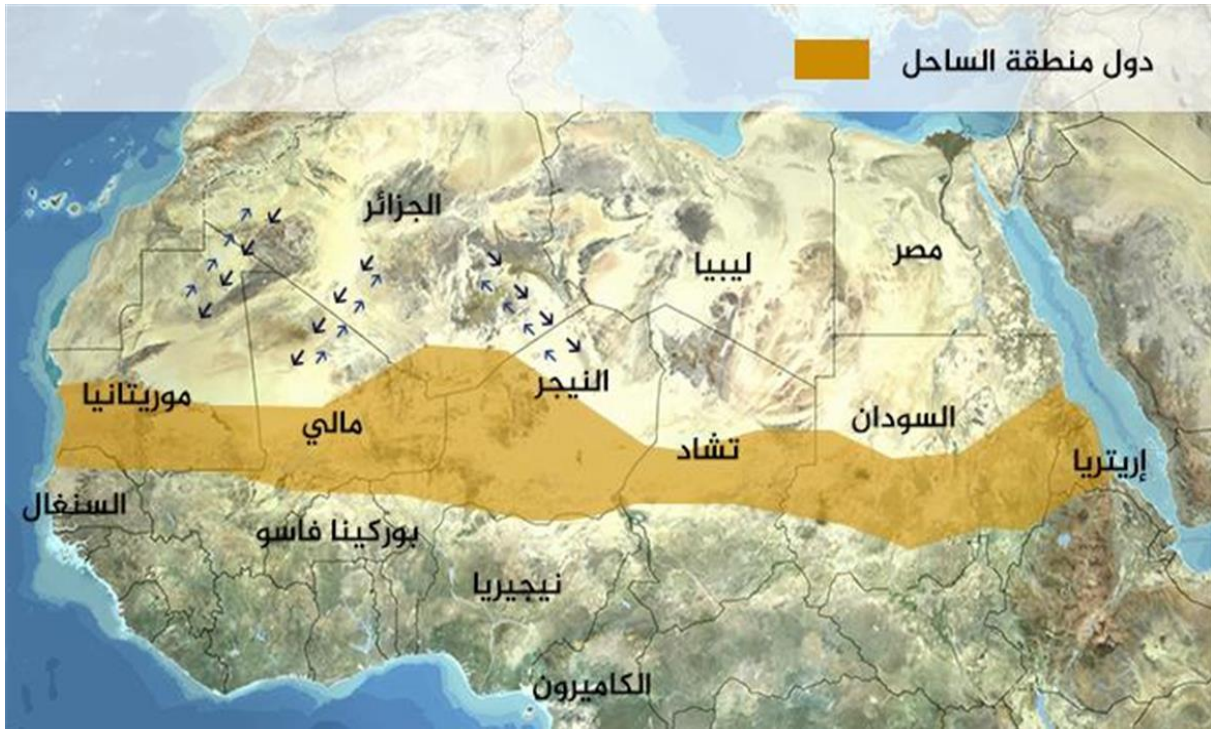 دول منطقة الساحل
الجزائر
ليبيا
مصر
موريتانيا
مالي
النيجر
تشاد
السودان
إريتريا
السنغال
بوركينا فاسو
نيجيريا
الكاميرون